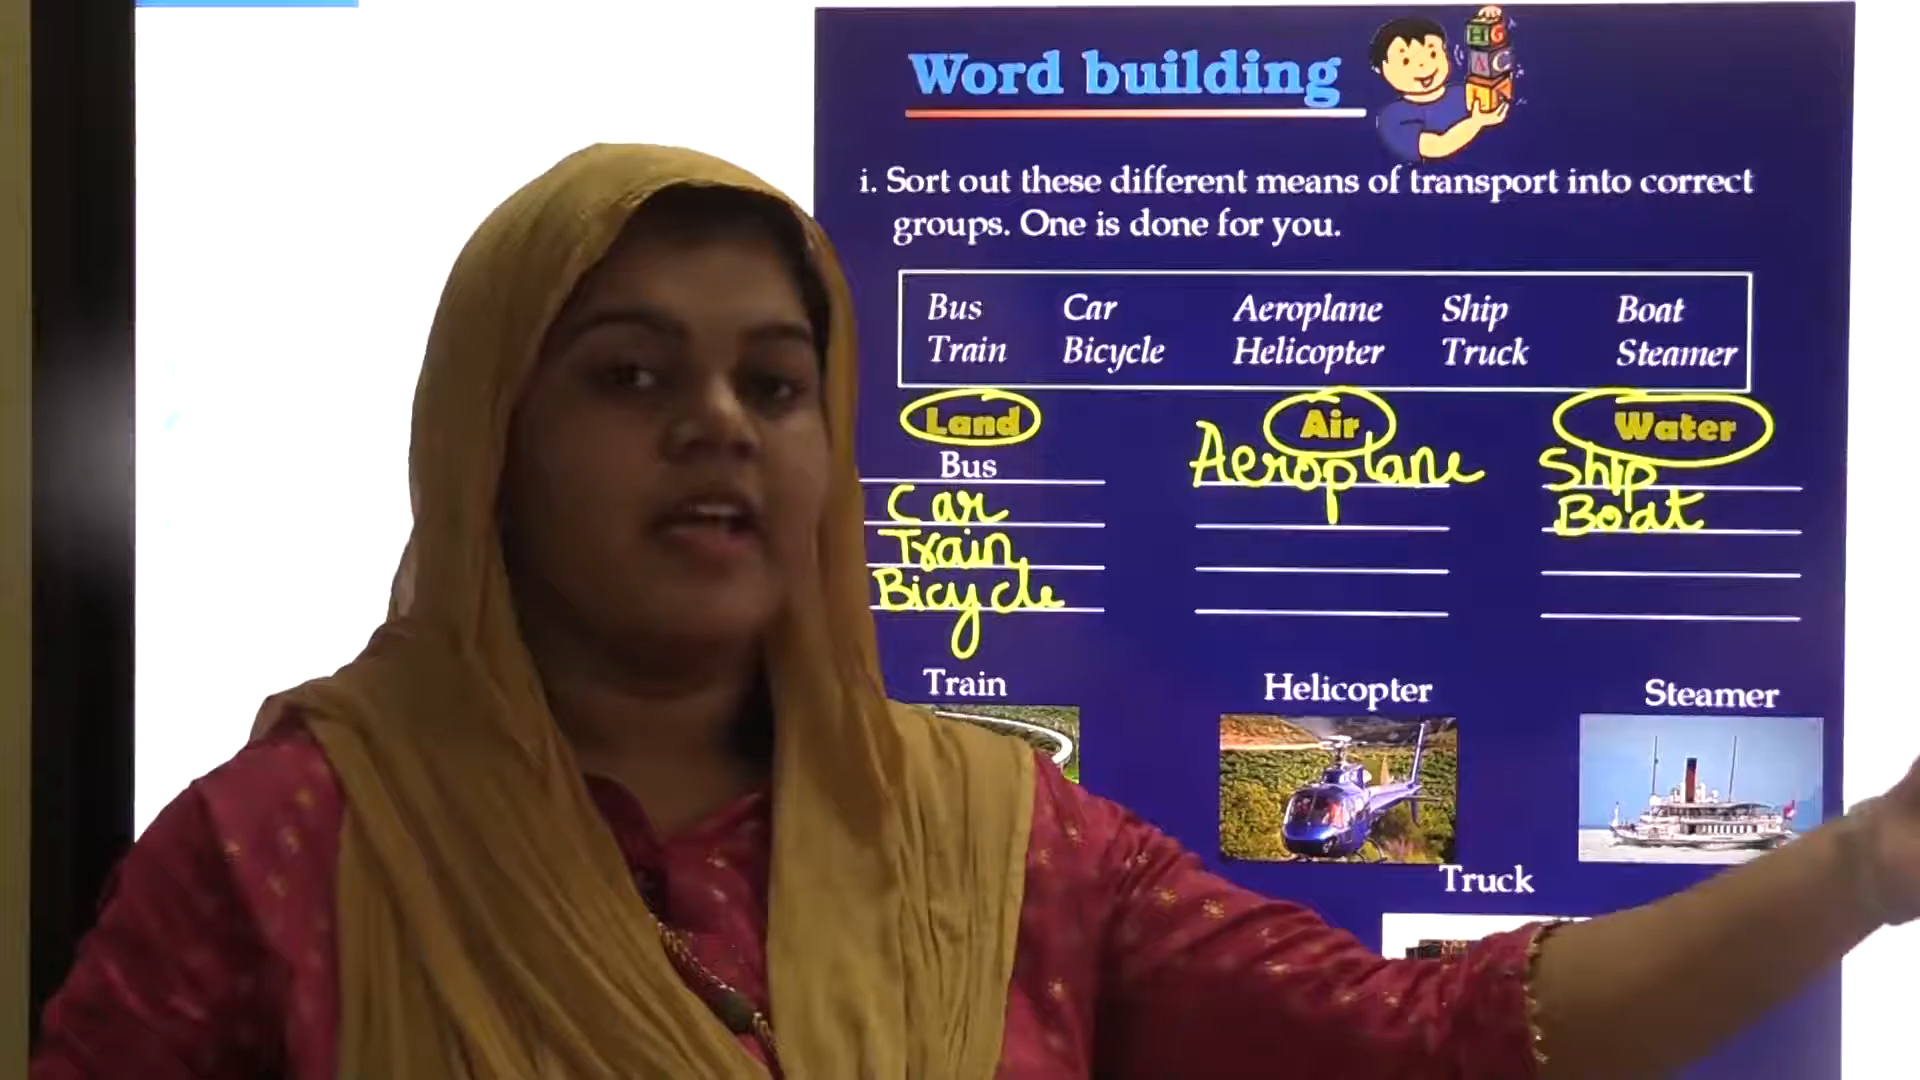 Word building
H G
A C
i. Sort out these different means of transport into correct
groups. One is done for you.
Bus Car Aeroplane Ship Boat
Train Bicycle Helicopter Truck Steamer
Land Air Water
Bus Aeroplane Ship
Car Boat
Train
Bicycle
Train Helicopter Steamer
Truck